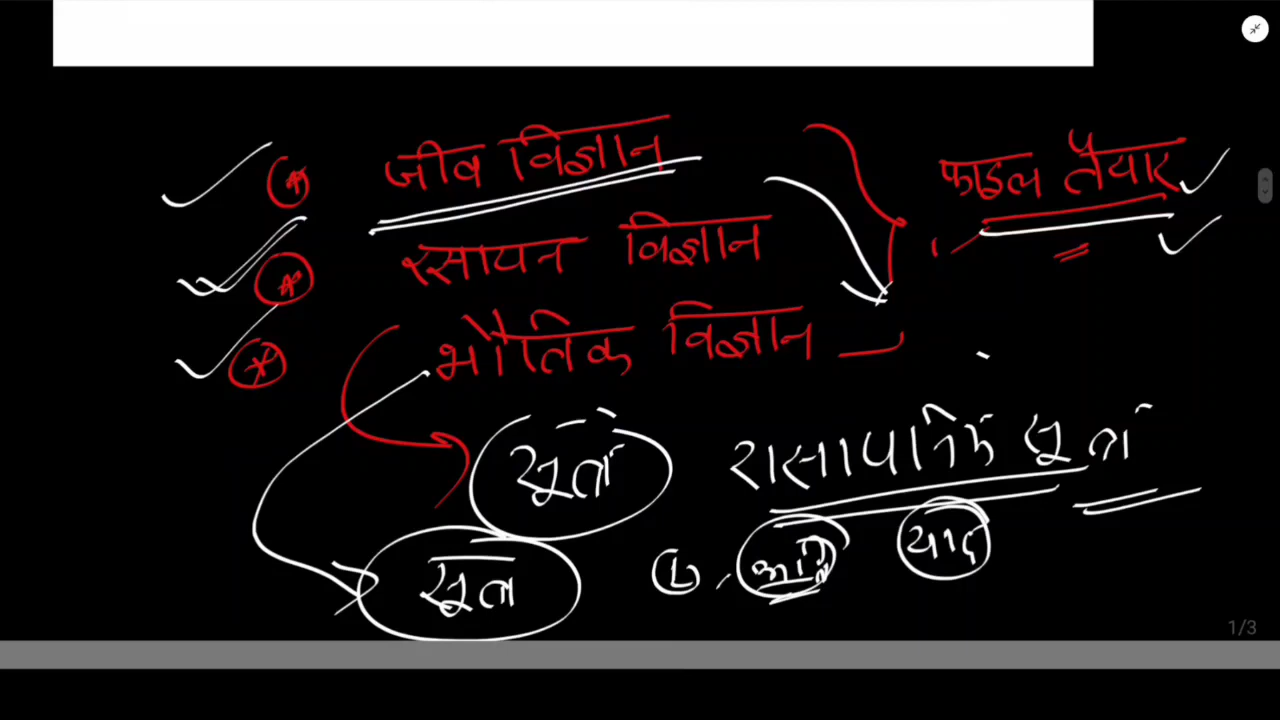 जीव विज्ञान
फाइल तैयार
रसायन विज्ञान
भौतिक विज्ञान
सूत्रों
रासायनिक सूत्रों
सूत्र
याद
1/3